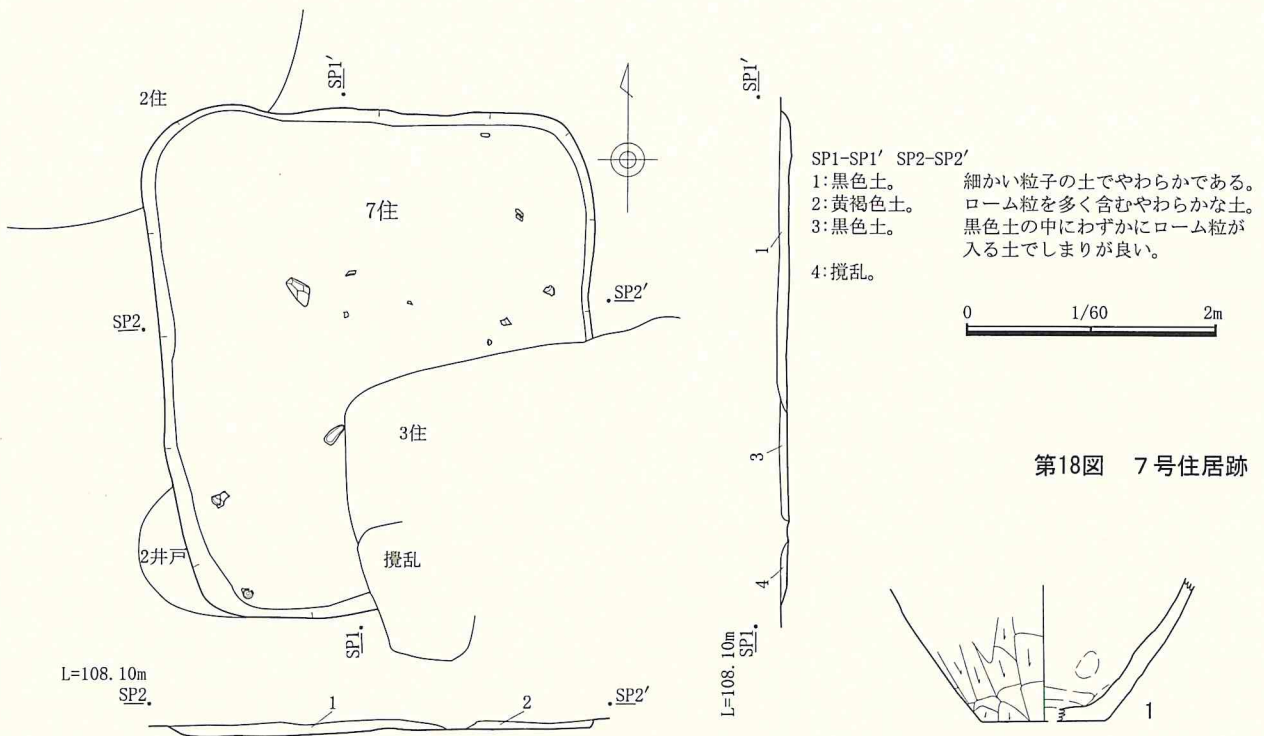 SP1′
2住
7住
SP2
SP2′
3住
2井戸
攪乱
SP1
L=108.10m
SP2
1
2
SP2′
SP1′
1
3
4
L=108.10m
SP1
SP1-SP1′ SP2-SP2′
1:黒色土。 細かい粒子の土でやわらかである。
2:黄褐色土。 ローム粒を多く含むやわらかな土。
3:黒色土。 黒色土の中にわずかにローム粒が
入る土でしまりが良い。
4:攪乱。
0 1/60 2m
第18図 7号住居跡
1